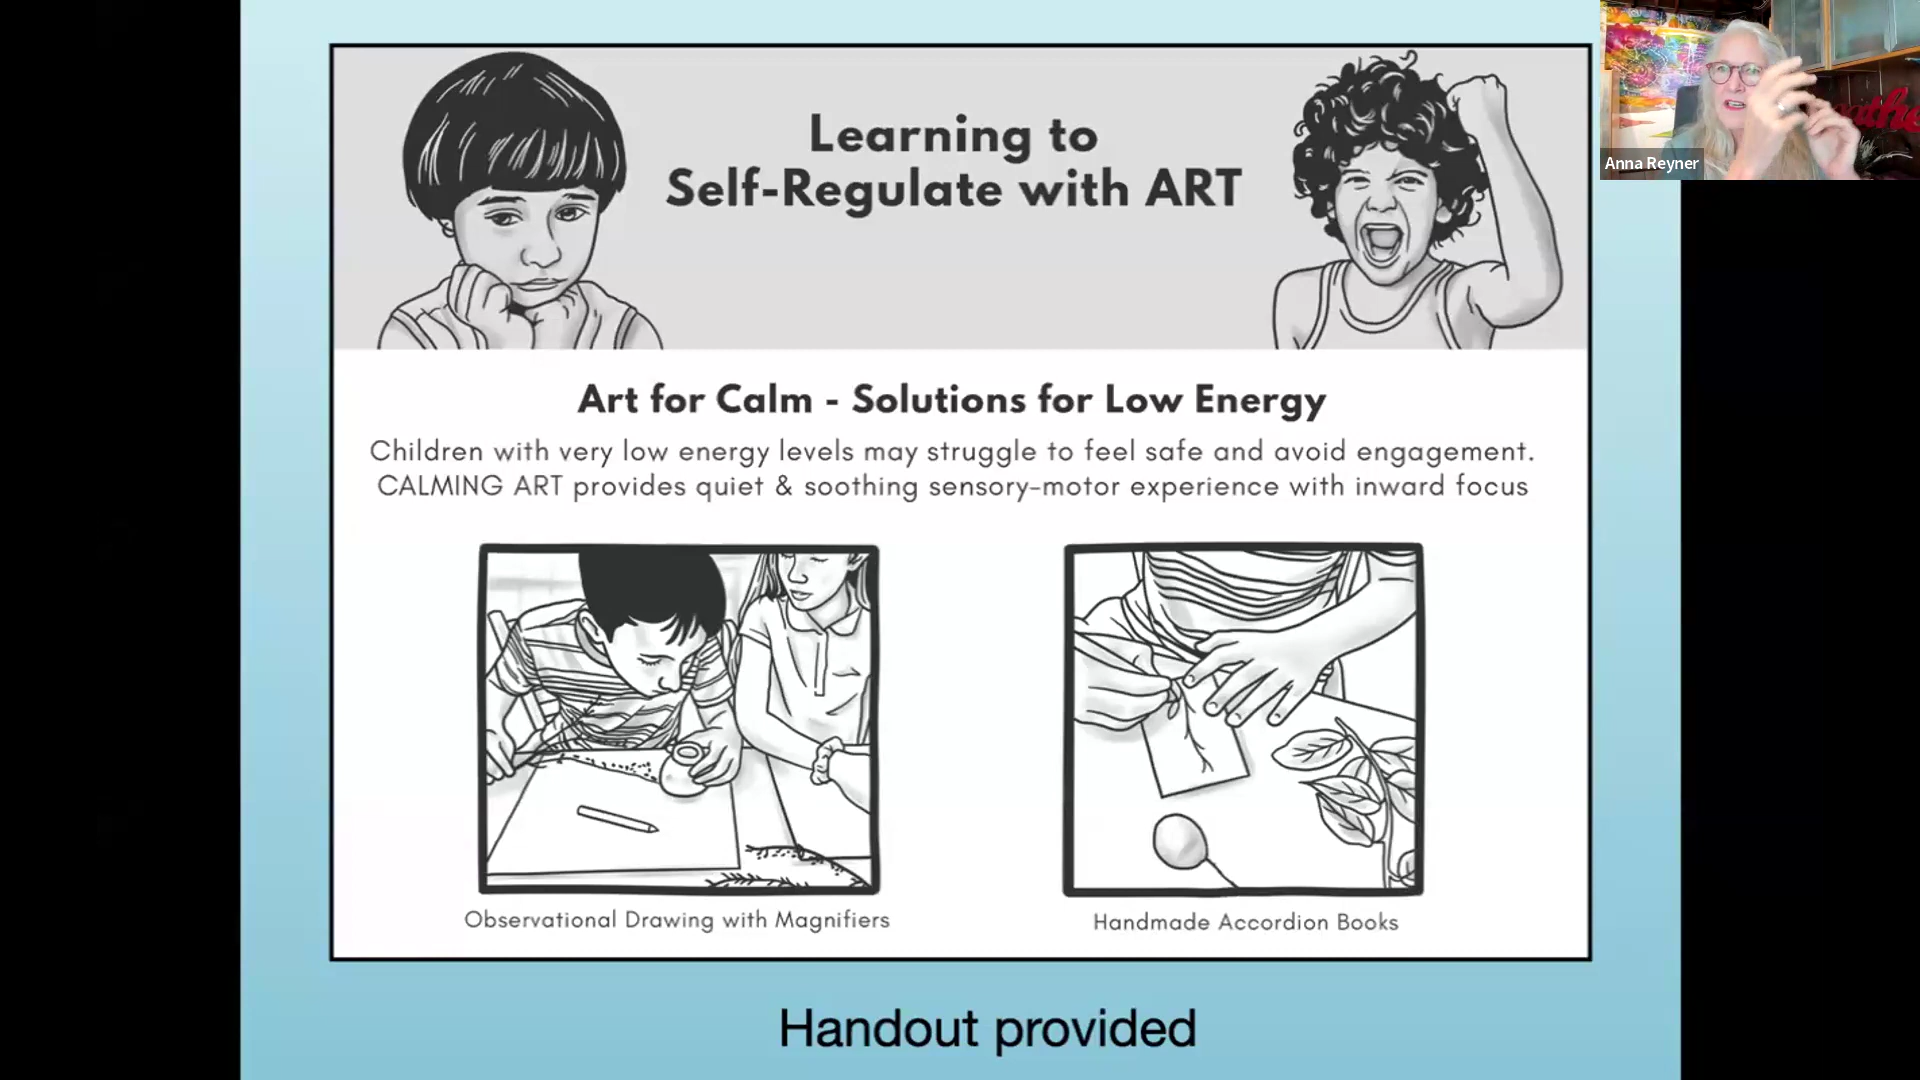 Learning to
Self-Regulate with ART
Anna Reyner
Art for Calm - Solutions for Low Energy
Children with very low energy levels may struggle to feel safe and avoid engagement.
CALMING ART provides quiet & soothing sensory-motor experience with inward focus
Observational Drawing with Magnifiers
Handmade Accordion Books
Handout provided